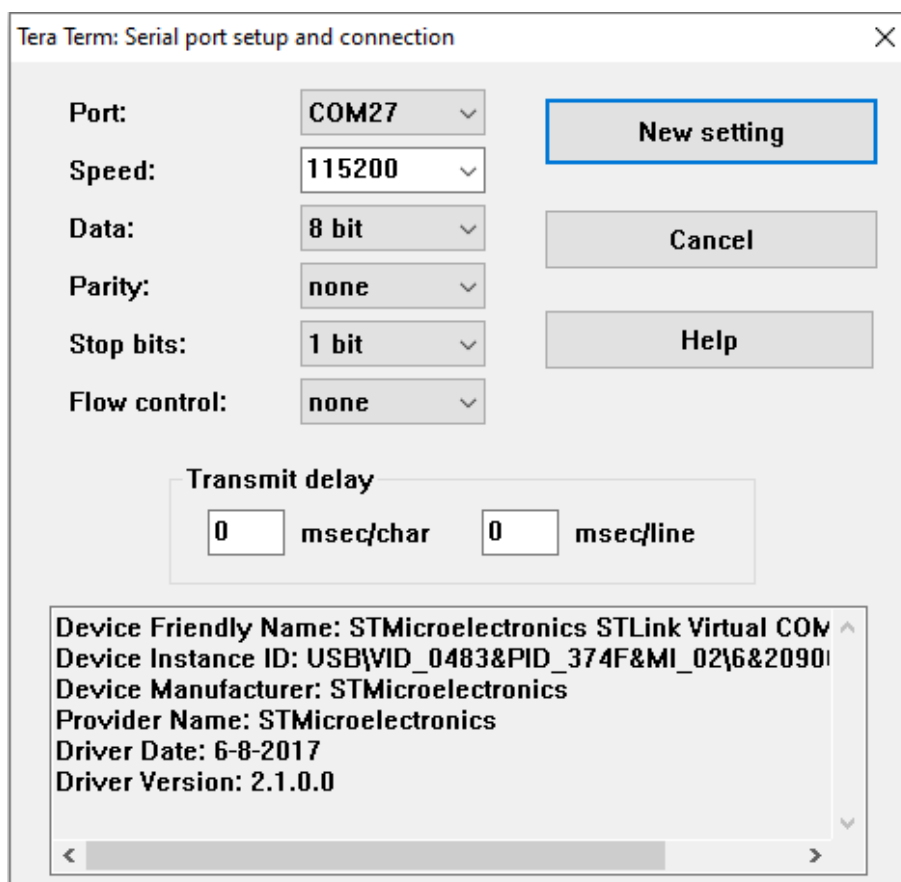 Tera Term: Serial port setup and connection
Port: COM27
New setting
Speed: 115200
Data: 8 bit
Cancel
Parity: none
Stop bits: 1 bit
Help
Flow control: none
Transmit delay
0 msec/char 0 msec/line
Device Friendly Name: STMicroelectronics STLink Virtual COM
Device Instance ID: USB\VID_0483&PID_374F&MI_02\6&2090
Device Manufacturer: STMicroelectronics
Provider Name: STMicroelectronics
Driver Date: 6-8-2017
Driver Version: 2.1.0.0